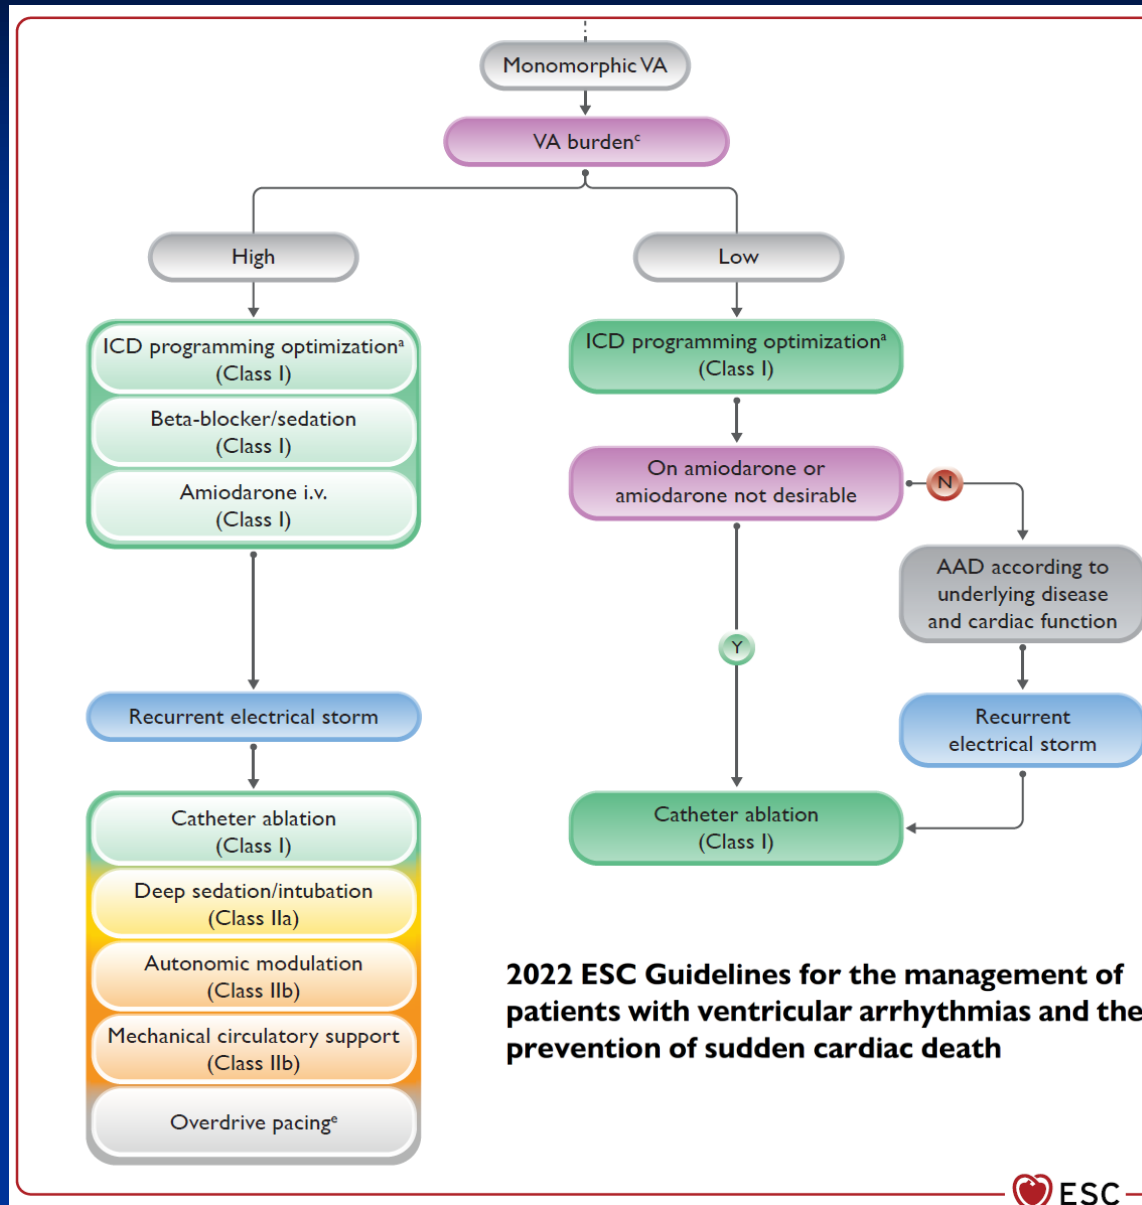 Monomorphic VA
VA burdenᶜ
High
Low
ICD programming optimizationᵃ
(Class I)
Beta-blocker/sedation
(Class I)
Amiodarone i.v.
(Class I)
ICD programming optimizationᵃ
(Class I)
On amiodarone or
amiodarone not desirable
N
AAD according to
underlying disease
and cardiac function
Y
Recurrent electrical storm
Recurrent
electrical storm
Catheter ablation
(Class I)
Deep sedation/intubation
(Class IIa)
Autonomic modulation
(Class IIb)
Mechanical circulatory support
(Class IIb)
Overdrive pacingᵉ
Catheter ablation
(Class I)
2022 ESC Guidelines for the management of
patients with ventricular arrhythmias and the
prevention of sudden cardiac death
ESC